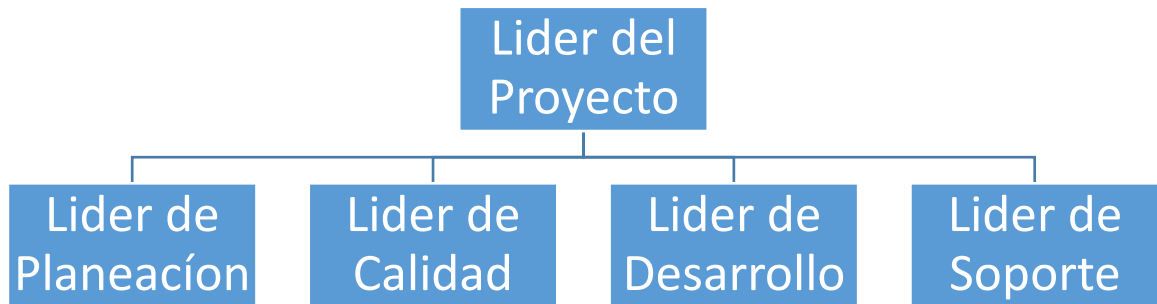 Lider del
Proyecto
Lider de
Planeacíon
Lider de
Calidad
Lider de
Desarrollo
Lider de
Soporte